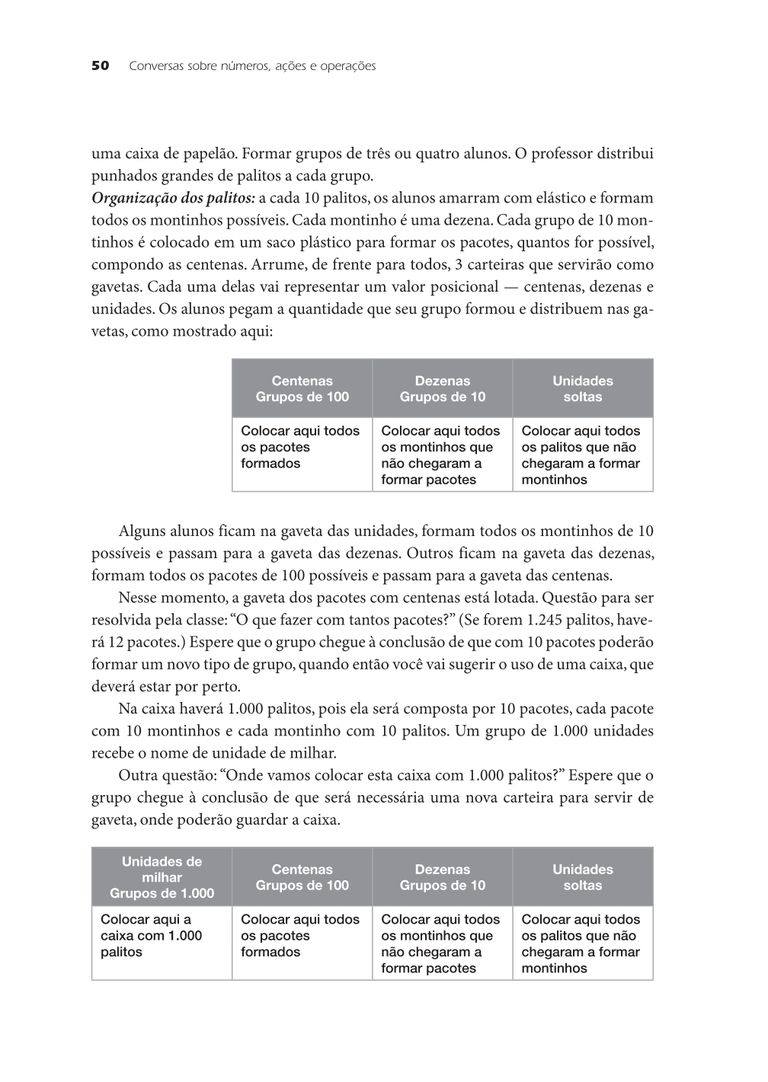 50 Conversas sobre números, ações e operações
uma caixa de papelão. Formar grupos de três ou quatro alunos. O professor distribui
punhados grandes de palitos a cada grupo.
Organização dos palitos: a cada 10 palitos, os alunos amarram com elástico e formam
todos os montinhos possíveis. Cada montinho é uma dezena. Cada grupo de 10 mon-
tinhos é colocado em um saco plástico para formar os pacotes, quantos for possível,
compondo as centenas. Arrume, de frente para todos, 3 carteiras que servirão como
gavetas. Cada uma delas vai representar um valor posicional — centenas, dezenas e
unidades. Os alunos pegam a quantidade que seu grupo formou e distribuem nas ga-
vetas, como mostrado aqui:
Centenas
Grupos de 100
Dezenas
Grupos de 10
Unidades
soltas
Colocar aqui todos
os pacotes
formados
Colocar aqui todos
os montinhos que
não chegaram a
formar pacotes
Colocar aqui todos
os palitos que não
chegaram a formar
montinhos
Alguns alunos ficam na gaveta das unidades, formam todos os montinhos de 10
possíveis e passam para a gaveta das dezenas. Outros ficam na gaveta das dezenas,
formam todos os pacotes de 100 possíveis e passam para a gaveta das centenas.
Nesse momento, a gaveta dos pacotes com centenas está lotada. Questão para ser
resolvida pela classe: “O que fazer com tantos pacotes?” (Se forem 1.245 palitos, have-
rá 12 pacotes.) Espere que o grupo chegue à conclusão de que com 10 pacotes poderão
formar um novo tipo de grupo, quando então você vai sugerir o uso de uma caixa, que
deverá estar por perto.
Na caixa haverá 1.000 palitos, pois ela será composta por 10 pacotes, cada pacote
com 10 montinhos e cada montinho com 10 palitos. Um grupo de 1.000 unidades
recebe o nome de unidade de milhar.
Outra questão: “Onde vamos colocar esta caixa com 1.000 palitos?” Espere que o
grupo chegue à conclusão de que será necessária uma nova carteira para servir de
gaveta, onde poderão guardar a caixa.
Unidades de
milhar
Grupos de 1.000
Centenas
Grupos de 100
Dezenas
Grupos de 10
Unidades
soltas
Colocar aqui a
caixa com 1.000
palitos
Colocar aqui todos
os pacotes
formados
Colocar aqui todos
os montinhos que
não chegaram a
formar pacotes
Colocar aqui todos
os palitos que não
chegaram a formar
montinhos